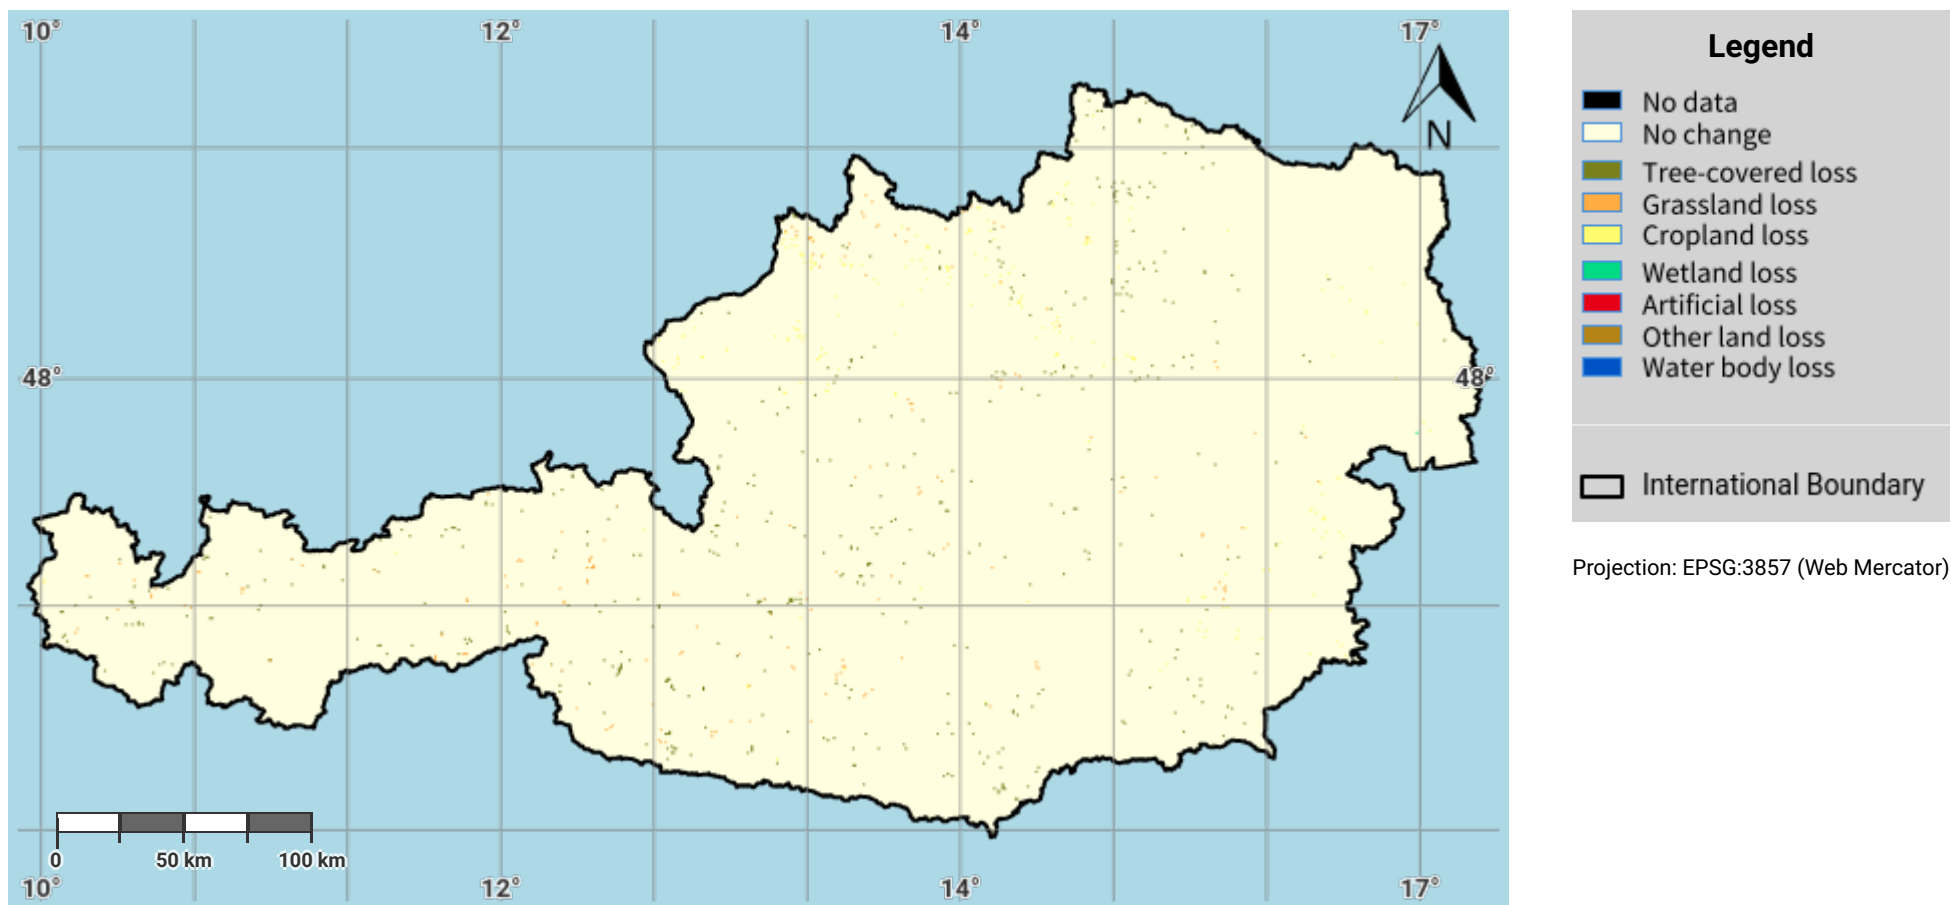 10° 12° 14° 17°
N
48° 48°
0 50 km 100 km
10° 12° 14° 17°
Legend
No data
No change
Tree-covered loss
Grassland loss
Cropland loss
Wetland loss
Artificial loss
Other land loss
Water body loss
International Boundary
Projection: EPSG:3857 (Web Mercator)